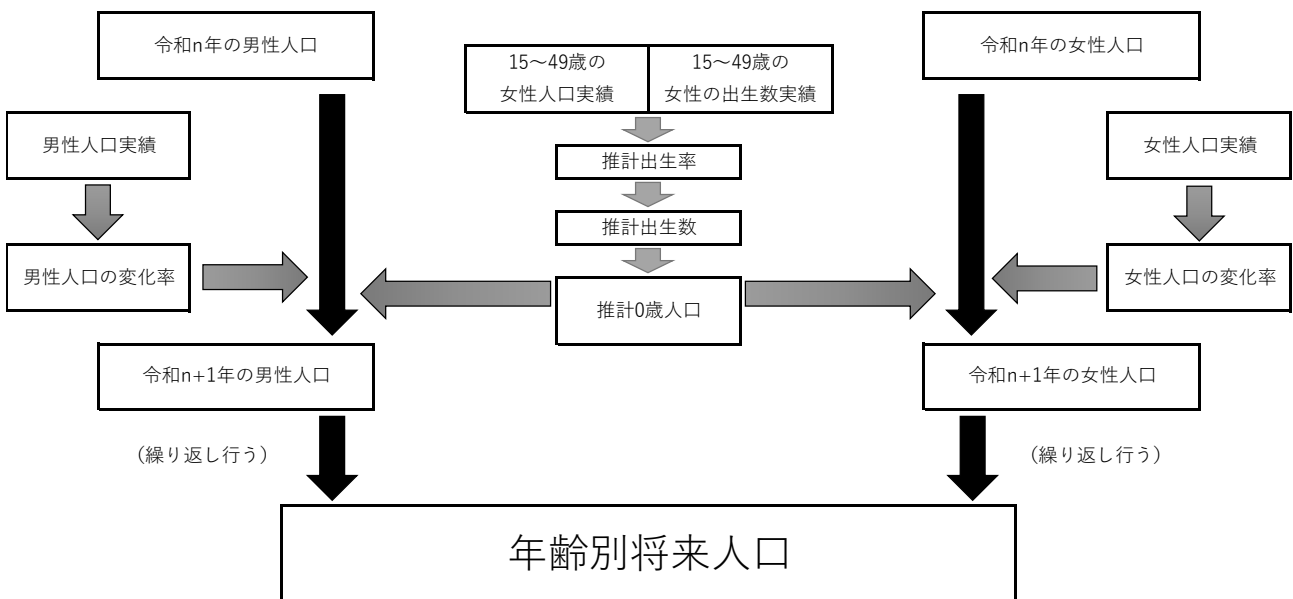 令和n年の男性人口
令和n年の女性人口
15～49歳の
女性人口実績
15～49歳の
女性の出生数実績
男性人口実績
女性人口実績
推計出生率
推計出生数
男性人口の変化率
女性人口の変化率
推計0歳人口
令和n+1年の男性人口
令和n+1年の女性人口
（繰り返し行う）
（繰り返し行う）
年齢別将来人口